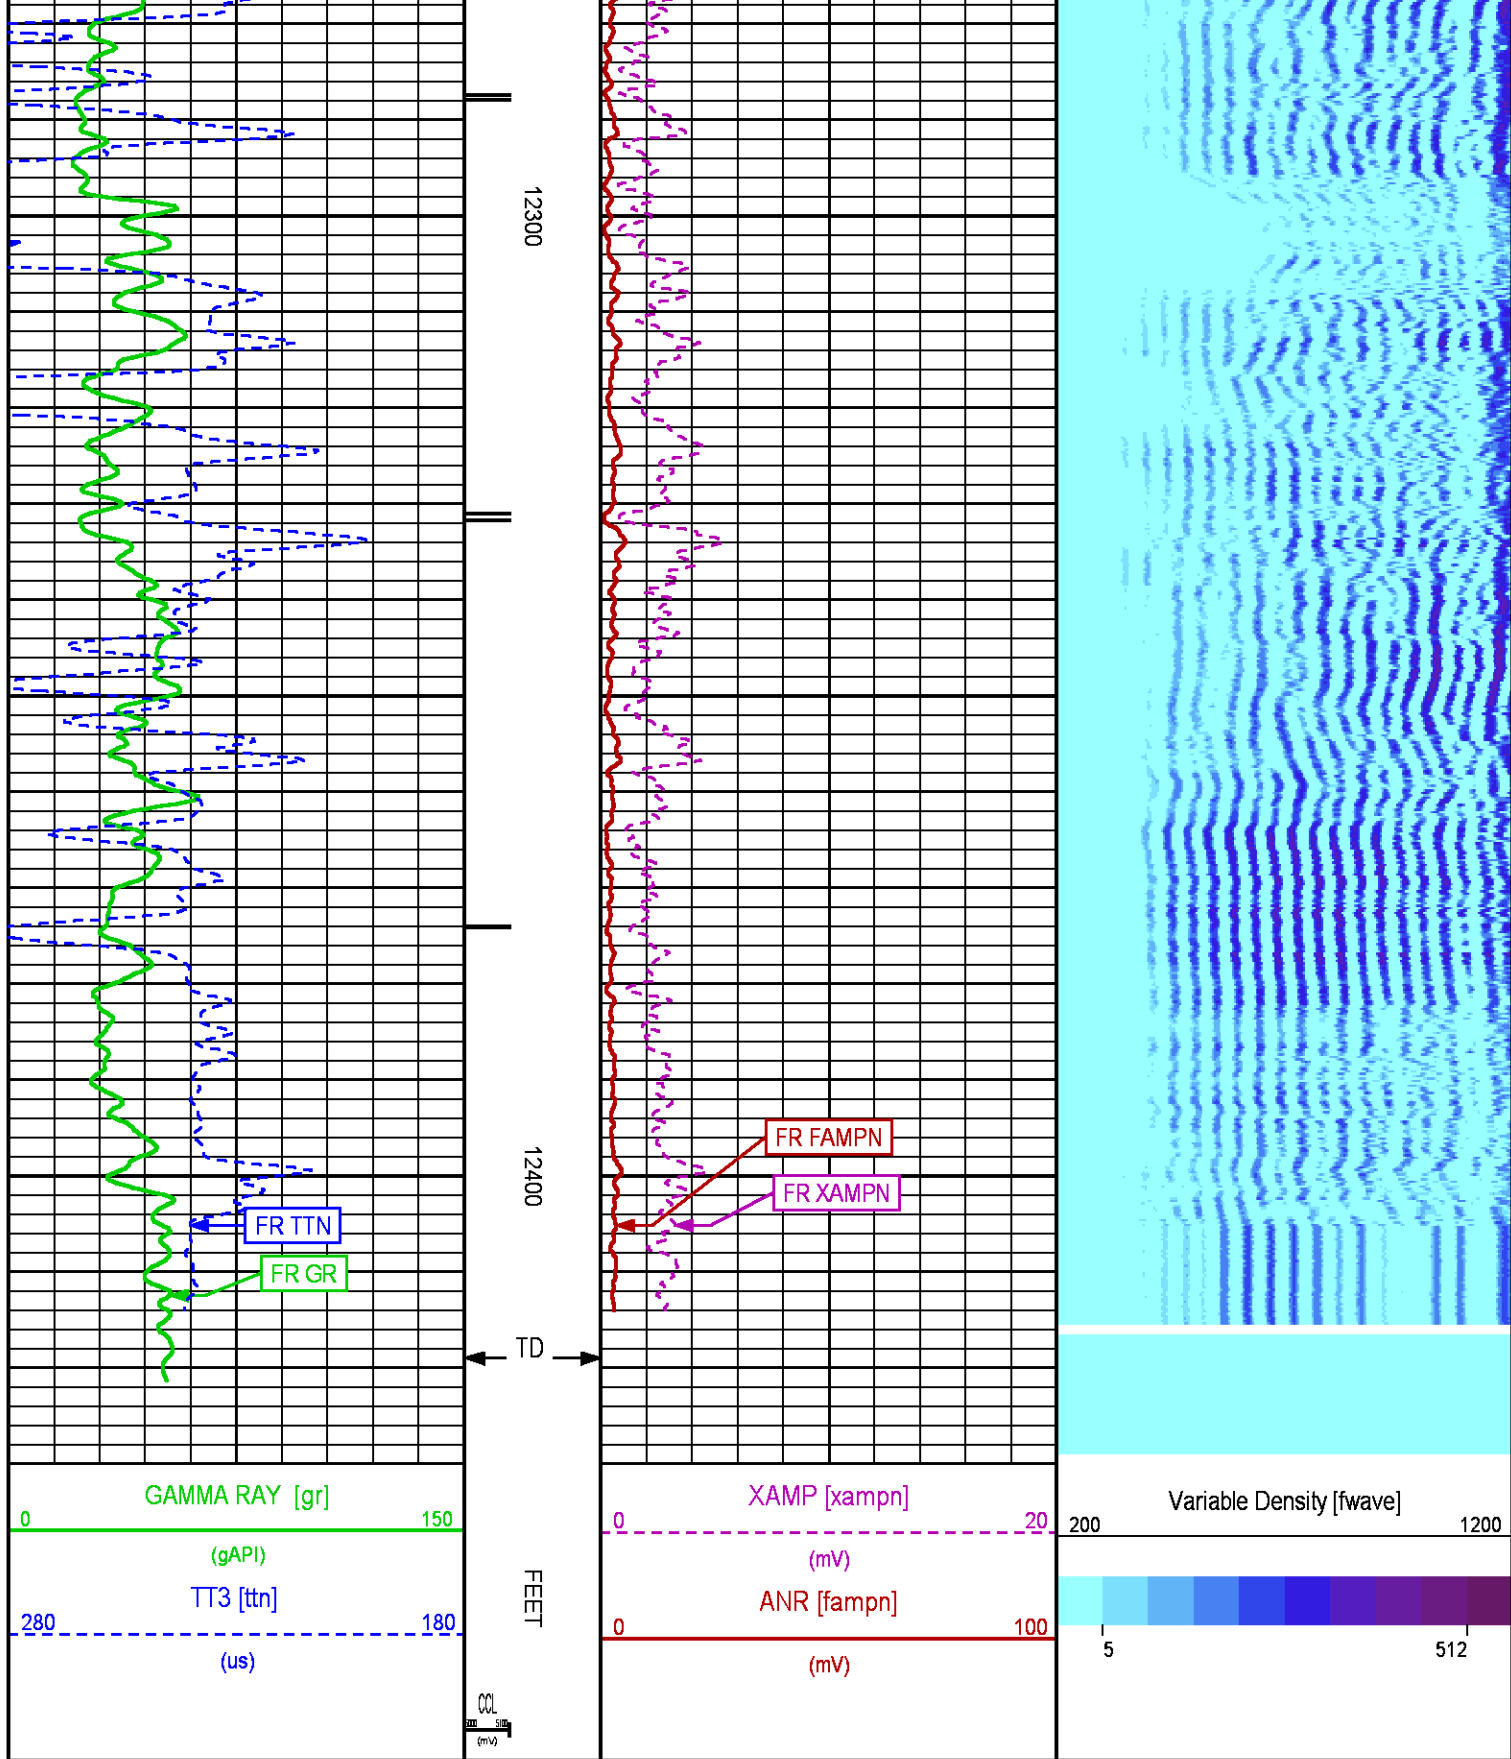 12300
12400
FR FAMPN
FR XAMPN
FR TTN
FR GR
TD
GAMMA RAY [gr]
0 150
(gAPI)
TT3 [ttn]
280 180
(us)
FEET
CCL
(mV)
XAMP [xampn]
0 20
(mV)
ANR [fampn]
0 100
(mV)
Variable Density [fwave]
200 1200
5 512